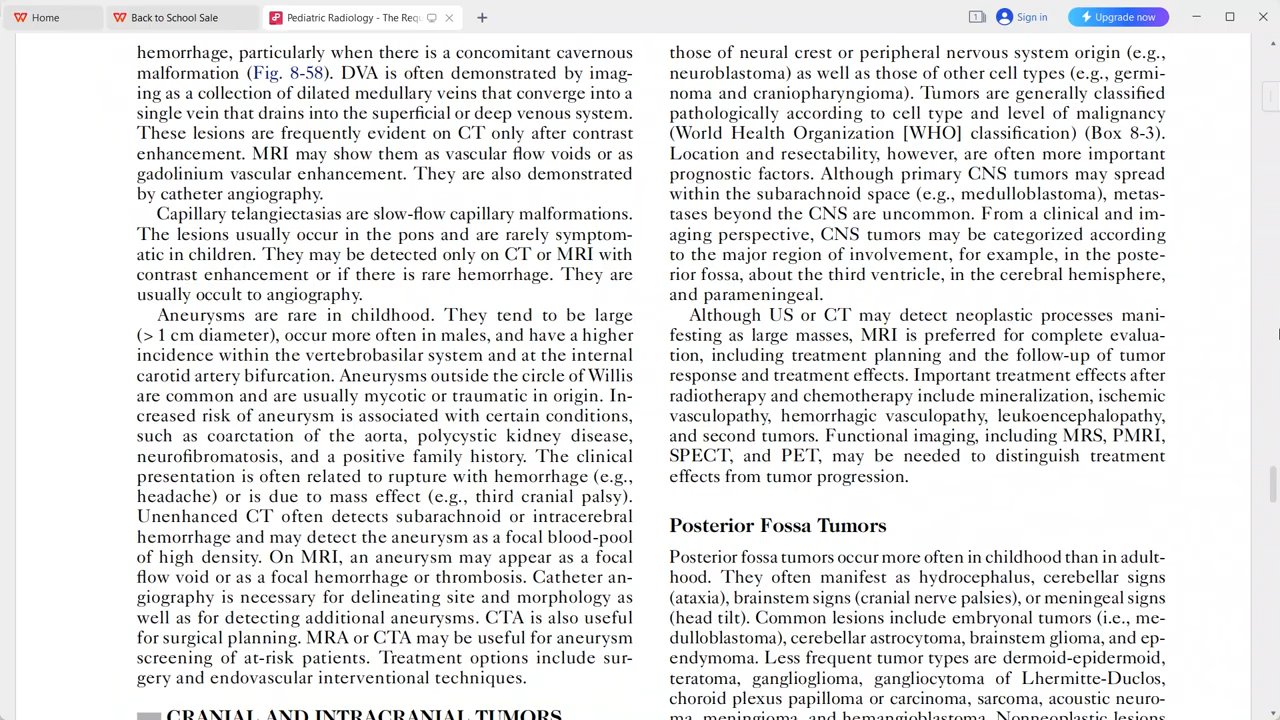 Home
Back to School Sale
Pediatric Radiology - The Req
1
Sign in
Upgrade now
hemorrhage, particularly when there is a concomitant cavernous
malformation (Fig. 8-58). DVA is often demonstrated by imag-
ing as a collection of dilated medullary veins that converge into a
single vein that drains into the superficial or deep venous system.
These lesions are frequently evident on CT only after contrast
enhancement. MRI may show them as vascular flow voids or as
gadolinium vascular enhancement. They are also demonstrated
by catheter angiography.
Capillary telangiectasias are slow-flow capillary malformations.
The lesions usually occur in the pons and are rarely symptom-
atic in children. They may be detected only on CT or MRI with
contrast enhancement or if there is rare hemorrhage. They are
usually occult to angiography.
Aneurysms are rare in childhood. They tend to be large
(> 1 cm diameter), occur more often in males, and have a higher
incidence within the vertebrobasilar system and at the internal
carotid artery bifurcation. Aneurysms outside the circle of Willis
are common and are usually mycotic or traumatic in origin. In-
creased risk of aneurysm is associated with certain conditions,
such as coarctation of the aorta, polycystic kidney disease,
neurofibromatosis, and a positive family history. The clinical
presentation is often related to rupture with hemorrhage (e.g.,
headache) or is due to mass effect (e.g., third cranial palsy).
Unenhanced CT often detects subarachnoid or intracerebral
hemorrhage and may detect the aneurysm as a focal blood-pool
of high density. On MRI, an aneurysm may appear as a focal
flow void or as a focal hemorrhage or thrombosis. Catheter an-
giography is necessary for delineating site and morphology as
well as for detecting additional aneurysms. CTA is also useful
for surgical planning. MRA or CTA may be useful for aneurysm
screening of at-risk patients. Treatment options include sur-
gery and endovascular interventional techniques.
CRANIAL AND INTRACRANIAL TUMORS
those of neural crest or peripheral nervous system origin (e.g.,
neuroblastoma) as well as those of other cell types (e.g., germi-
noma and craniopharyngioma). Tumors are generally classified
pathologically according to cell type and level of malignancy
(World Health Organization [WHO] classification) (Box 8-3).
Location and resectability, however, are often more important
prognostic factors. Although primary CNS tumors may spread
within the subarachnoid space (e.g., medulloblastoma), metas-
tases beyond the CNS are uncommon. From a clinical and im-
aging perspective, CNS tumors may be categorized according
to the major region of involvement, for example, in the poste-
rior fossa, about the third ventricle, in the cerebral hemisphere,
and parameningeal.
Although US or CT may detect neoplastic processes mani-
festing as large masses, MRI is preferred for complete evalua-
tion, including treatment planning and the follow-up of tumor
response and treatment effects. Important treatment effects after
radiotherapy and chemotherapy include mineralization, ischemic
vasculopathy, hemorrhagic vasculopathy, leukoencephalopathy,
and second tumors. Functional imaging, including MRS, PMRI,
SPECT, and PET, may be needed to distinguish treatment
effects from tumor progression.
Posterior Fossa Tumors
Posterior fossa tumors occur more often in childhood than in adult-
hood. They often manifest as hydrocephalus, cerebellar signs
(ataxia), brainstem signs (cranial nerve palsies), or meningeal signs
(head tilt). Common lesions include embryonal tumors (i.e., me-
dulloblastoma), cerebellar astrocytoma, brainstem glioma, and ep-
endymoma. Less frequent tumor types are dermoid-epidermoid,
teratoma, ganglioglioma, gangliocytoma of Lhermitte-Duclos,
choroid plexus papilloma or carcinoma, sarcoma, acoustic neuro-
ma, meningioma, and hemangioblastoma. Nonneoplastic lesions